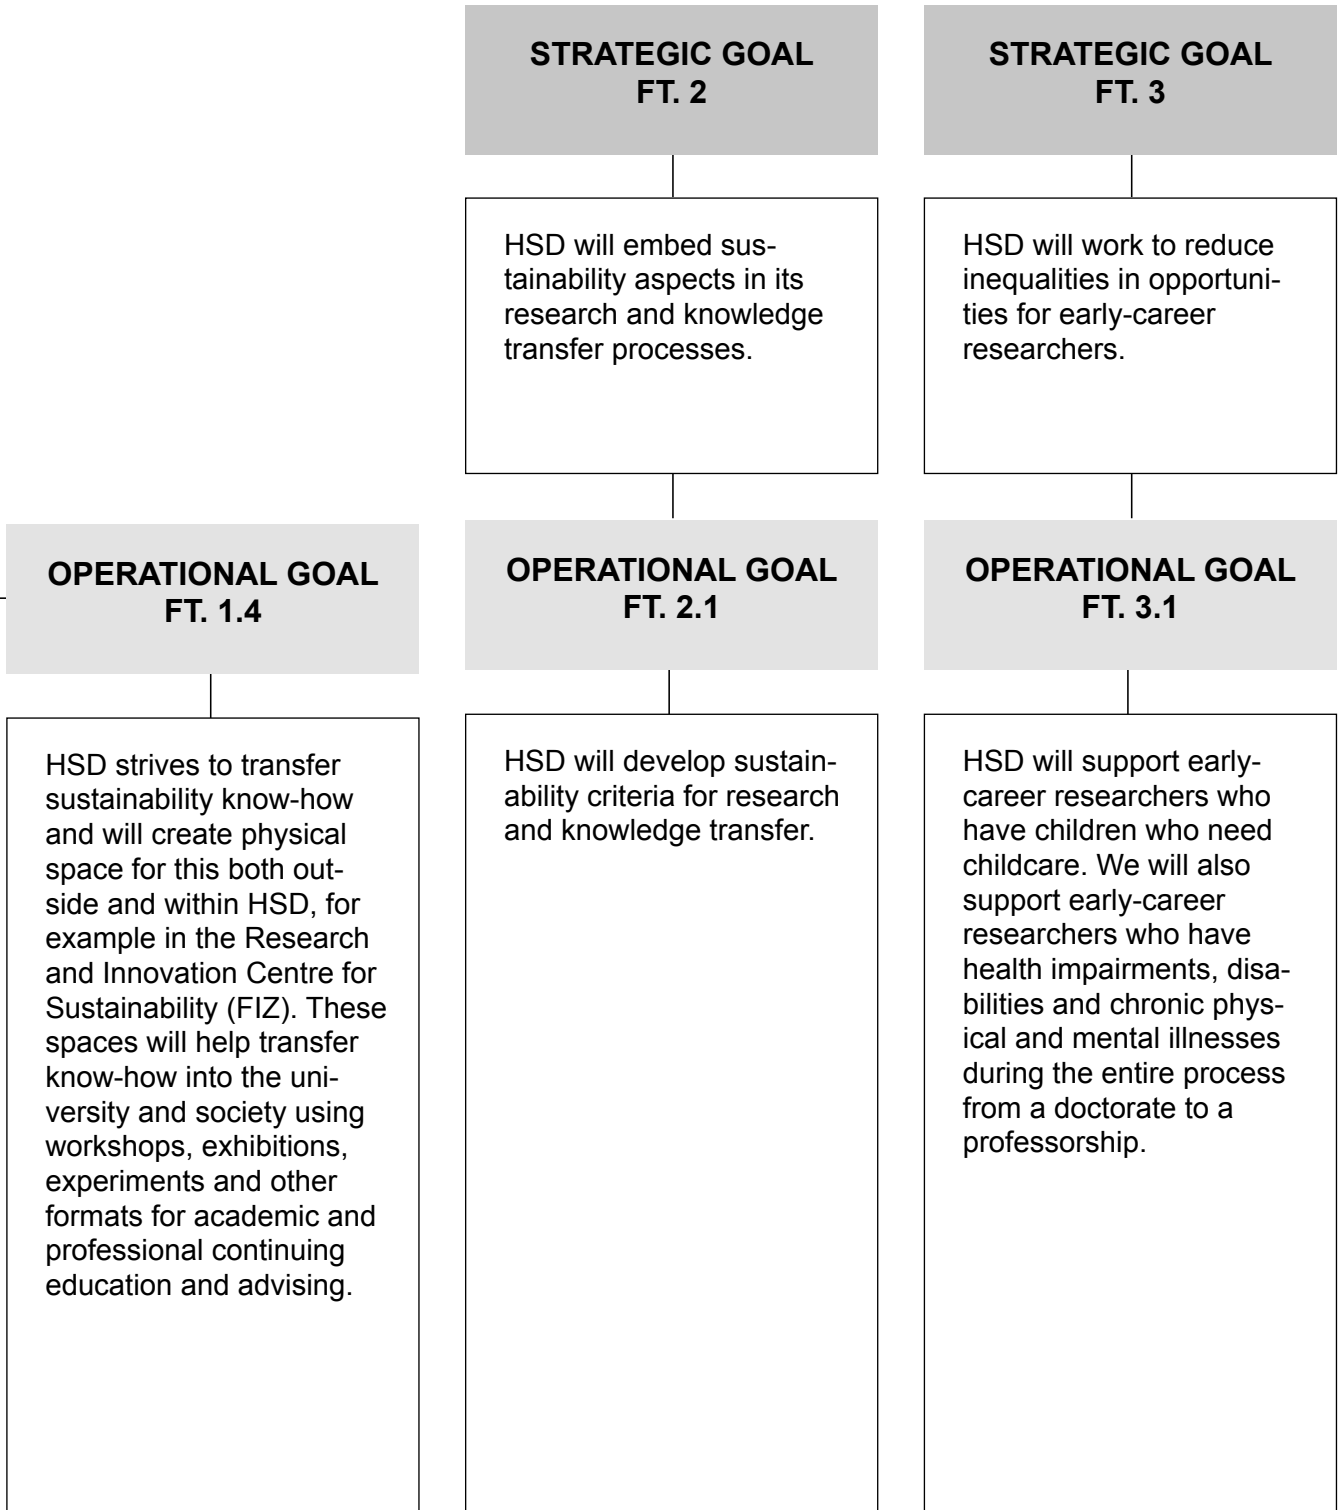 STRATEGIC GOAL
FT. 2
HSD will embed sus-
tainability aspects in its
research and knowledge
transfer processes.
STRATEGIC GOAL
FT. 3
HSD will work to reduce
inequalities in opportuni-
ties for early-career
researchers.
OPERATIONAL GOAL
FT. 1.4
HSD strives to transfer
sustainability know-how
and will create physical
space for this both out-
side and within HSD, for
example in the Research
and Innovation Centre for
Sustainability (FIZ). These
spaces will help transfer
know-how into the uni-
versity and society using
workshops, exhibitions,
experiments and other
formats for academic and
professional continuing
education and advising.
OPERATIONAL GOAL
FT. 2.1
HSD will develop sustain-
ability criteria for research
and knowledge transfer.
OPERATIONAL GOAL
FT. 3.1
HSD will support early-
career researchers who
have children who need
childcare. We will also
support early-career
researchers who have
health impairments, disa-
bilities and chronic phys-
ical and mental illnesses
during the entire process
from a doctorate to a
professorship.